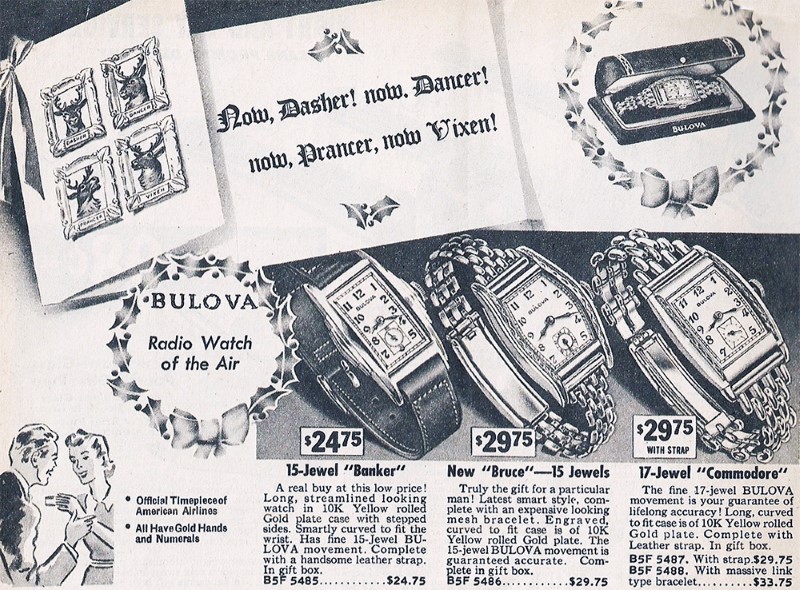 Now, Dasher! now. Dancer!
now, Prancer, now Vixen!
DASHER
DANCER
PRANCER
VIXEN
BULOVA
BULOVA
Radio Watch
of the Air
• Official Timepiece of
American Airlines
• All Have Gold Hands
and Numerals
BULOVA
BULOVA
BULOVA
$24.75
15-Jewel "Banker"
A real buy at this low price!
Long, streamlined looking
watch in 10K Yellow rolled
Gold plate case with stepped
sides. Smartly curved to fit the
wrist. Has fine 15-Jewel BU-
LOVA movement. Complete
with a handsome leather strap.
In gift box.
B5F 5485............$24.75
$29.75
New "Bruce"—15 Jewels
Truly the gift for a particular
man! Latest smart style, com-
plete with an expensive looking
mesh bracelet. Engraved,
curved to fit case is of 10K
Yellow rolled Gold plate. The
15-jewel BULOVA movement is
guaranteed accurate. Com-
plete in gift box.
B5F 5486............$29.75
$29.75
WITH STRAP
17-Jewel "Commodore"
The fine 17-jewel BULOVA
movement is your guarantee of
lifelong accuracy! Long, curved
to fit case is of 10K Yellow rolled
Gold plate. Complete with
Leather strap. In gift box.
B5F 5487. With strap.$29.75
B5F 5488. With massive link
type bracelet.........$33.75